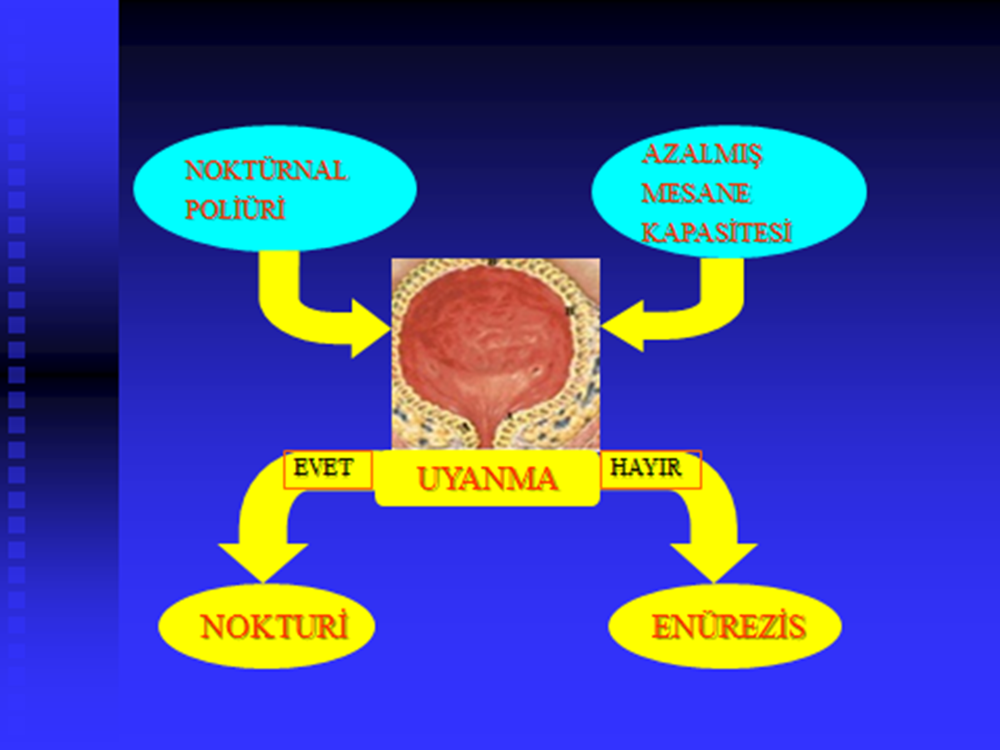 NOKTÜRNAL
POLİÜRİ
AZALMIŞ
MESANE
KAPASİTESİ
EVET
UYANMA
HAYIR
NOKTURİ
ENÜREZİS